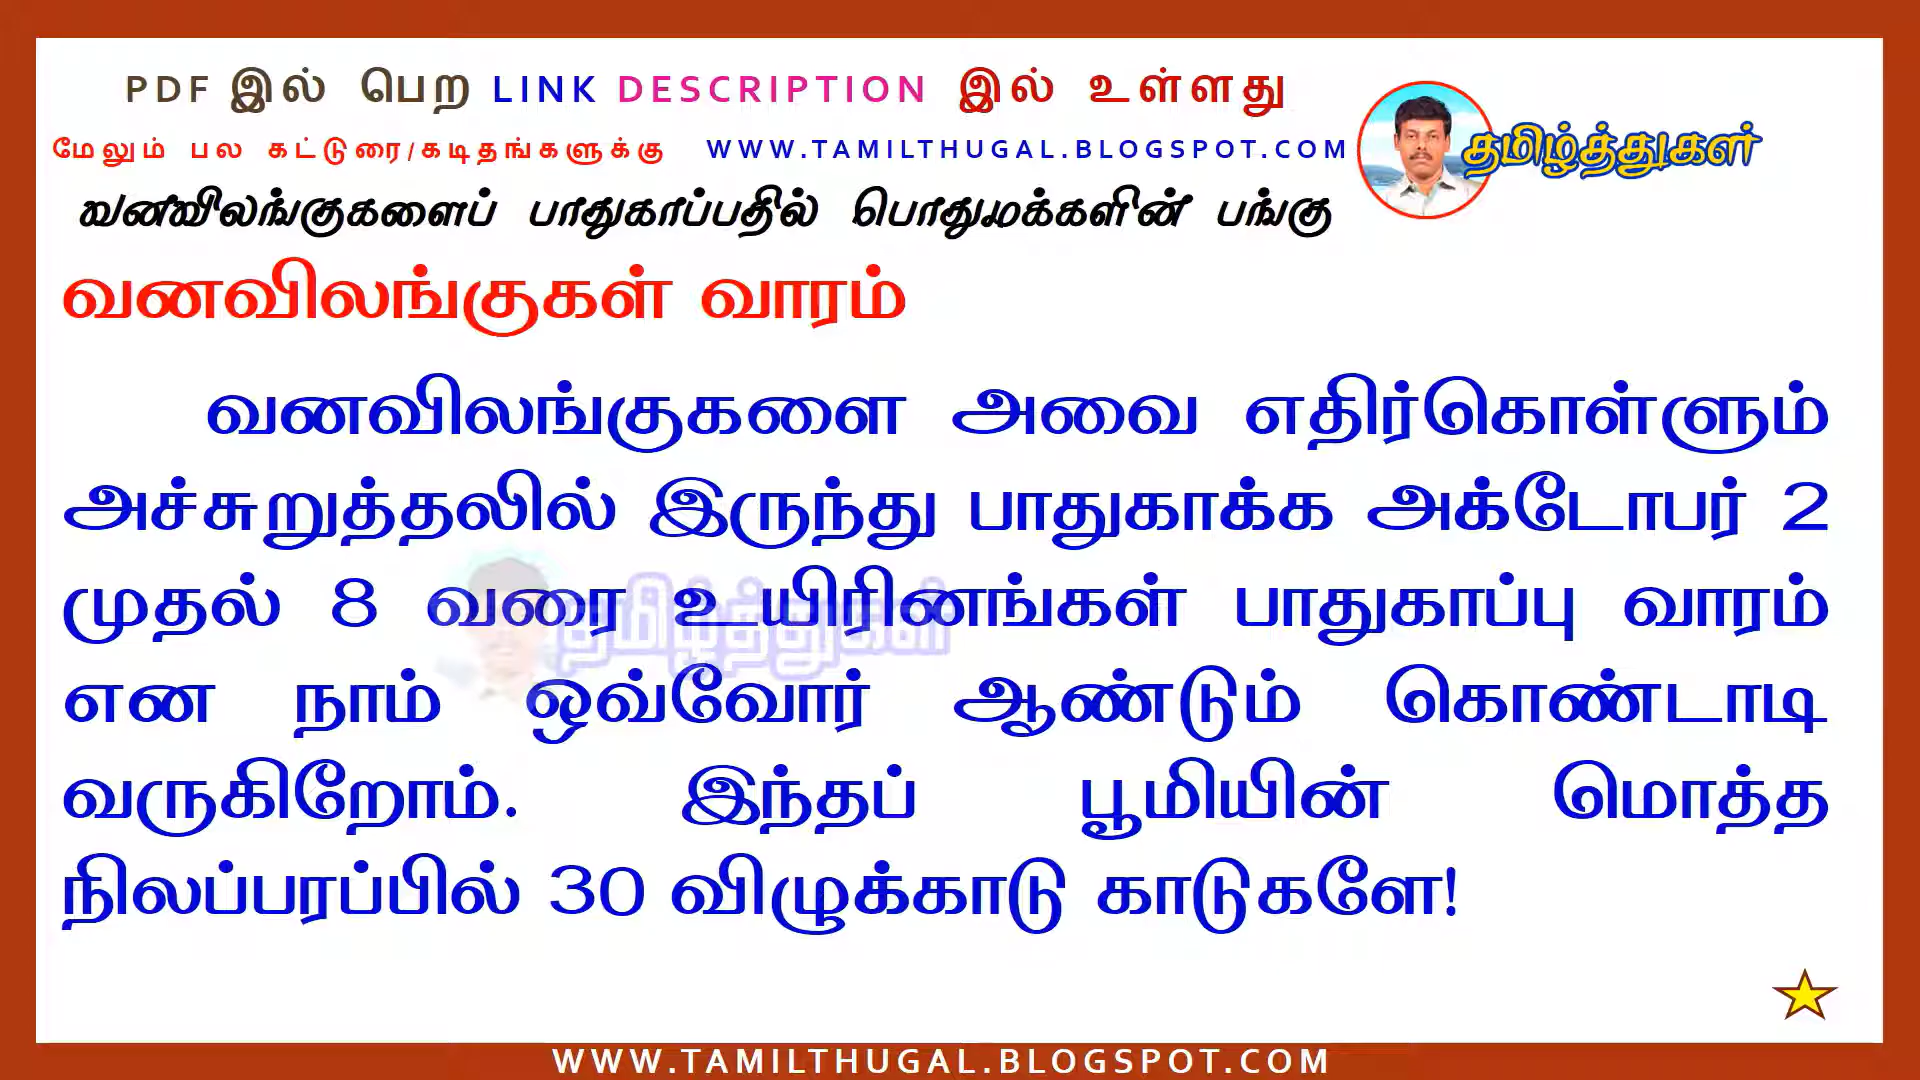 PDF இல் பெற LINK DESCRIPTION இல் உள்ளது
மேலும் பல கட்டுரை/கடிதங்களுக்கு WWW.TAMILTHUGAL.BLOGSPOT.COM
தமிழ்த்துகள்
வனவிலங்குகளைப் பாதுகாப்பதில் பொதுமக்களின் பங்கு
வனவிலங்குகள் வாரம்
வனவிலங்குகளை அவை எதிர்கொள்ளும்
அச்சுறுத்தலில் இருந்து பாதுகாக்க அக்டோபர் 2
முதல் 8 வரை உயிரினங்கள் பாதுகாப்பு வாரம்
தமிழ்த்துகள்
என நாம் ஒவ்வோர் ஆண்டும் கொண்டாடி
வருகிறோம். இந்தப் பூமியின் மொத்த
நிலப்பரப்பில் 30 விழுக்காடு காடுகளே!
WWW.TAMILTHUGAL.BLOGSPOT.COM